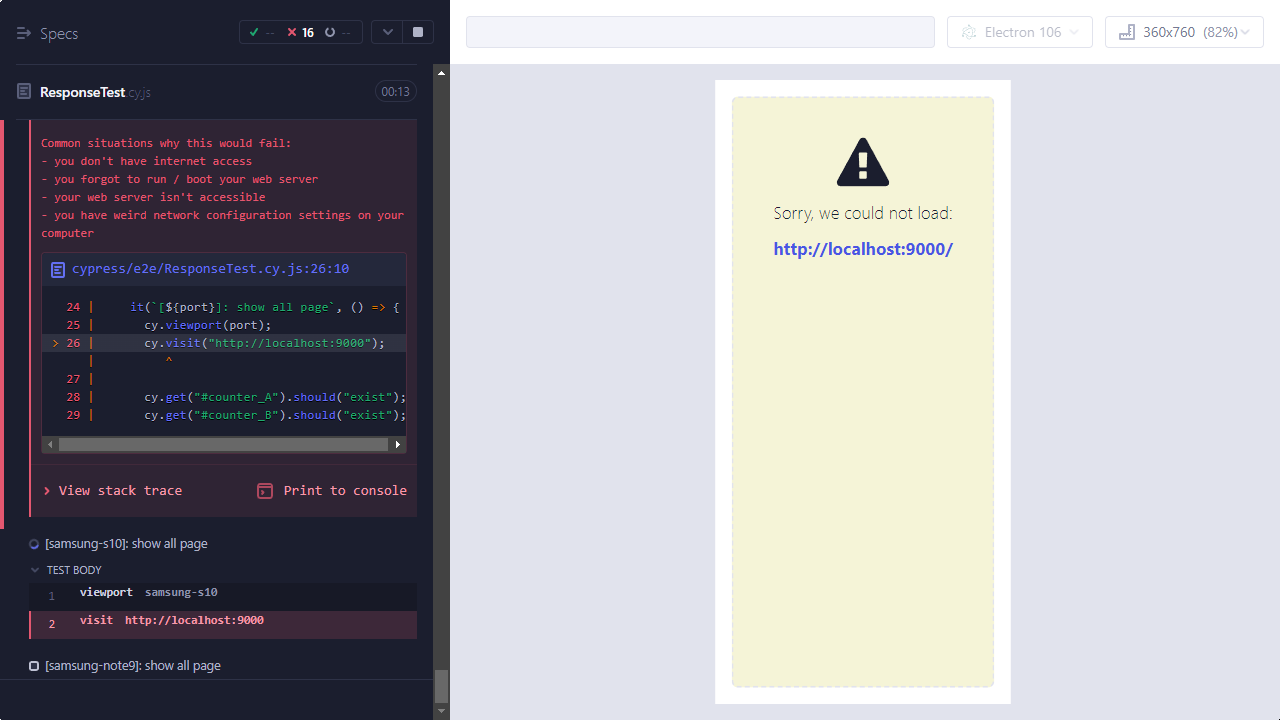 Specs
-- 16 --
ResponseTest.cy.js 00:13
Common situations why this would fail:
- you don't have internet access
- you forgot to run / boot your web server
- your web server isn't accessible
- you have weird network configuration settings on your
computer
cypress/e2e/ResponseTest.cy.js:26:10
24 | it(`[${port}]: show all page`, () => {
25 | cy.viewport(port);
> 26 | cy.visit("http://localhost:9000");
| ^
27 |
28 | cy.get("#counter_A").should("exist");
29 | cy.get("#counter_B").should("exist");
View stack trace Print to console
[samsung-s10]: show all page
TEST BODY
1 viewport samsung-s10
2 visit http://localhost:9000
[samsung-note9]: show all page
Electron 106 360x760 (82%)
Sorry, we could not load:
http://localhost:9000/